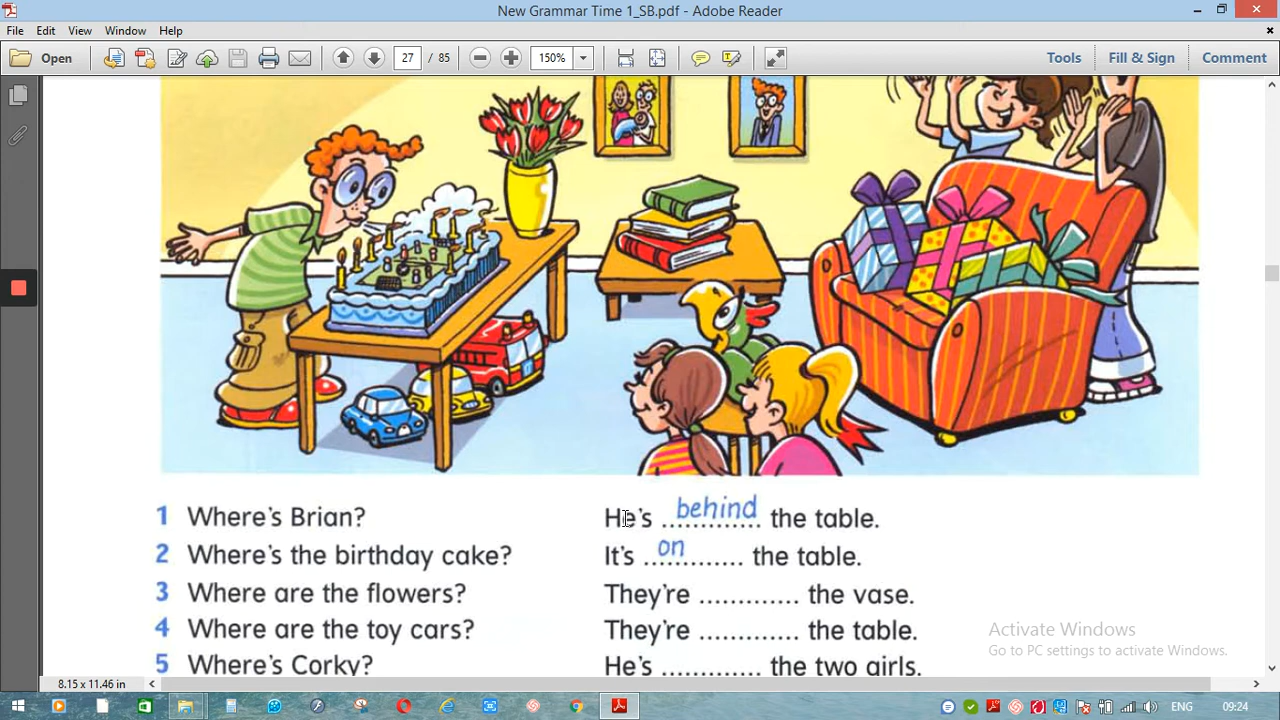 New Grammar Time 1_SB.pdf - Adobe Reader
File Edit View Window Help
Open 27 / 85 150% Tools Fill & Sign Comment
1 Where's Brian? He's behind the table.
2 Where's the birthday cake? It's on the table.
3 Where are the flowers? They're ............. the vase.
4 Where are the toy cars? They're ............. the table.
5 Where's Corky? He's ............. the two girls.
Activate Windows
Go to PC settings to activate Windows.
8.15 x 11.46 in
ENG 09:24